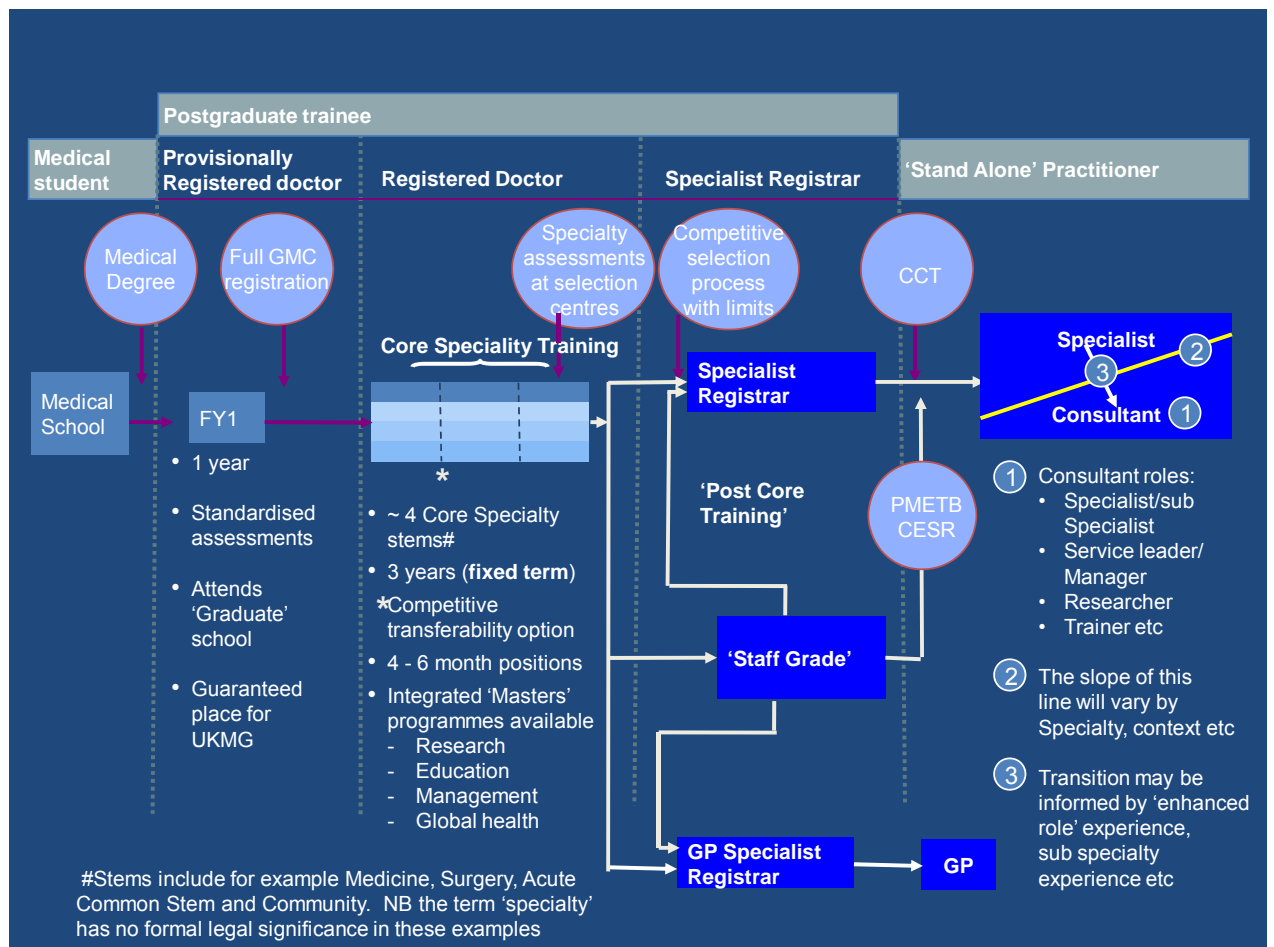 Postgraduate trainee
Medical
student
Provisionally
Registered doctor
Registered Doctor
Specialist Registrar
‘Stand Alone’ Practitioner
Medical
Degree
Full GMC
registration
Specialty
assessments
at selection
centres
Competitive
selection
process
with limits
CCT
Core Speciality Training
Medical
School
FY1
Specialist
Registrar
Specialist
2
3
Consultant
1
• 1 year
• Standardised
assessments
• Attends
‘Graduate’
school
• Guaranteed
place for
UKMG
*
• ~ 4 Core Specialty
stems#
• 3 years (fixed term)
*Competitive
transferability option
• 4 - 6 month positions
• Integrated ‘Masters’
programmes available
- Research
- Education
- Management
- Global health
‘Post Core
Training’
PMETB
CESR
‘Staff Grade’
GP Specialist
Registrar
GP
1 Consultant roles:
• Specialist/sub
Specialist
• Service leader/
Manager
• Researcher
• Trainer etc
2 The slope of this
line will vary by
Specialty, context etc
3 Transition may be
informed by ‘enhanced
role’ experience,
sub specialty
experience etc
#Stems include for example Medicine, Surgery, Acute
Common Stem and Community. NB the term ‘specialty’
has no formal legal significance in these examples